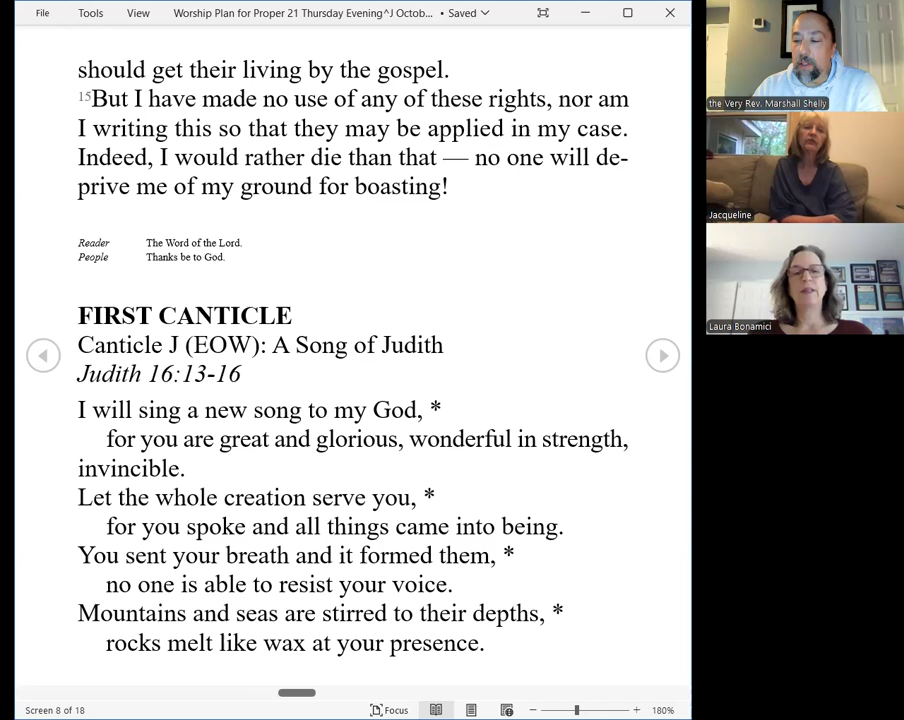 File Tools View Worship Plan for Proper 21 Thursday Evening^J Octob... • Saved
should get their living by the gospel.
15But I have made no use of any of these rights, nor am
I writing this so that they may be applied in my case.
Indeed, I would rather die than that — no one will de-
prive me of my ground for boasting!
Reader The Word of the Lord.
People Thanks be to God.
FIRST CANTICLE
Canticle J (EOW): A Song of Judith
Judith 16:13-16
I will sing a new song to my God, *
for you are great and glorious, wonderful in strength,
invincible.
Let the whole creation serve you, *
for you spoke and all things came into being.
You sent your breath and it formed them, *
no one is able to resist your voice.
Mountains and seas are stirred to their depths, *
rocks melt like wax at your presence.
Screen 8 of 18 Focus 180%
the Very Rev. Marshall Shelly
Jacqueline
Laura Bonamici